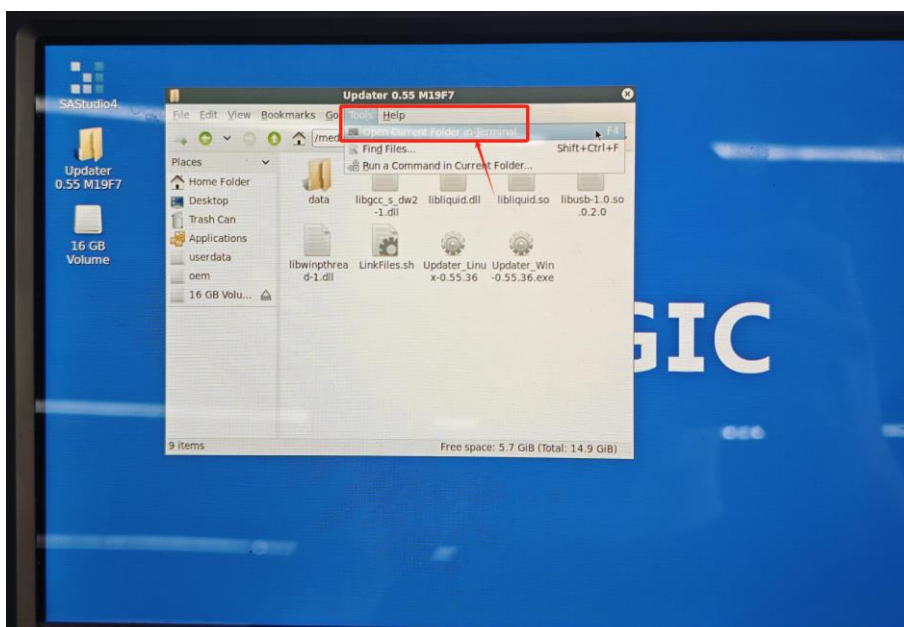 SAStudio4
Updater
0.55 M19F7
16 GB
Volume
Updater 0.55 M19F7
File Edit View Bookmarks Go Tools Help
Open Current Folder in Terminal F4
Find Files... Shift+Ctrl+F
Run a Command in Current Folder...
/med
Places
Home Folder
Desktop
Trash Can
Applications
userdata
oem
16 GB Volu...
data
libgcc_s_dw2
-1.dll
libliquid.dll
libliquid.so
libusb-1.0.so
.0.2.0
libwinpthrea
d-1.dll
LinkFiles.sh
Updater_Linu
x-0.55.36
Updater_Win
-0.55.36.exe
9 items
Free space: 5.7 GiB (Total: 14.9 GiB)
GIC